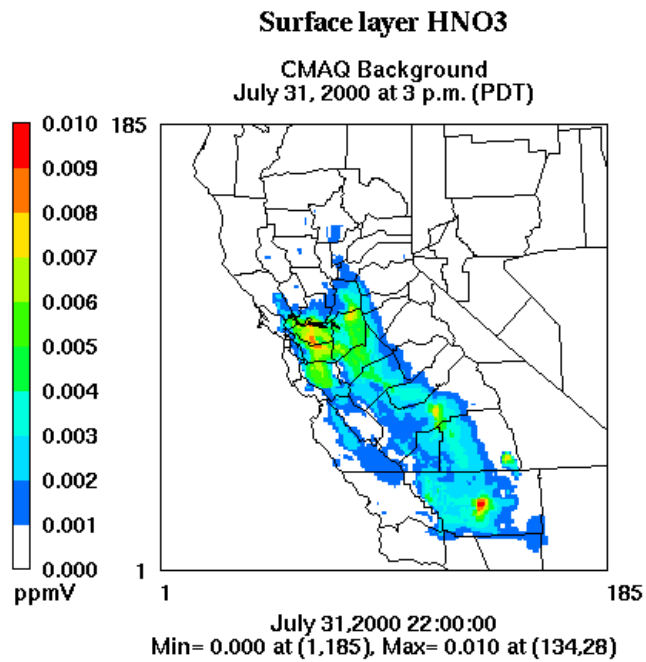 Surface layer HNO3
CMAQ Background
July 31, 2000 at 3 p.m. (PDT)
0.010
0.009
0.008
0.007
0.006
0.005
0.004
0.003
0.002
0.001
0.000
ppmV
185
1
1
185
July 31,2000 22:00:00
Min= 0.000 at (1,185), Max= 0.010 at (134,28)